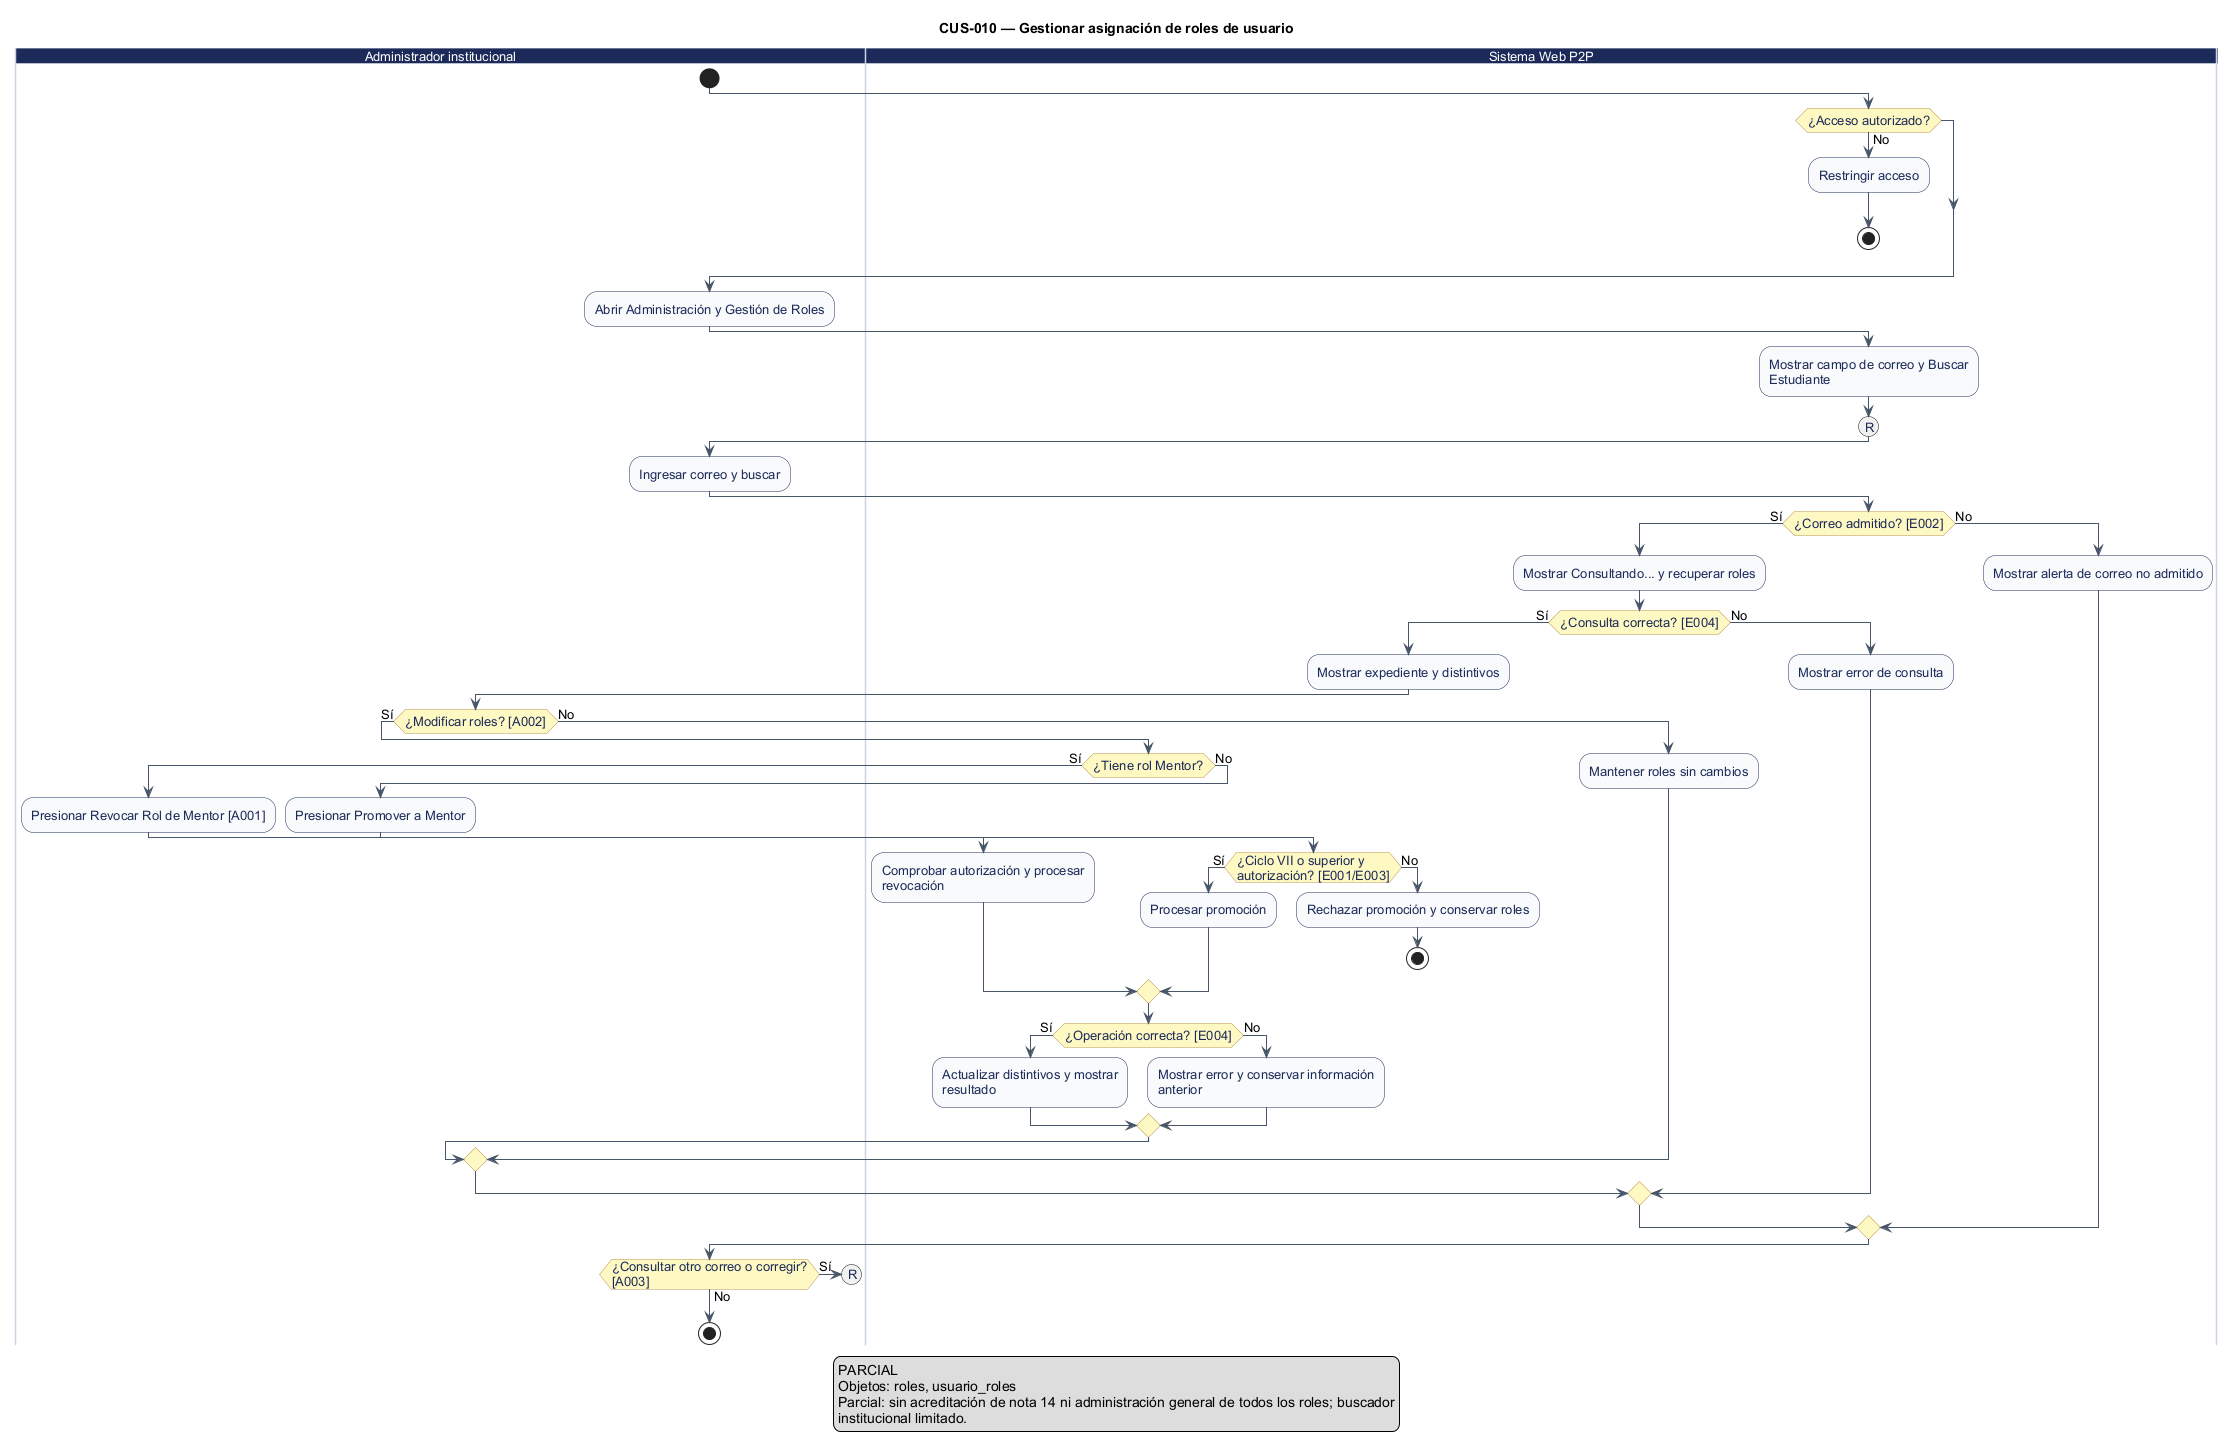 CUS-010 — Gestionar asignación de roles de usuario
Administrador institucional
Sistema Web P2P
¿Acceso autorizado?
No
Restringir acceso
Abrir Administración y Gestión de Roles
Mostrar campo de correo y Buscar
Estudiante
R
Ingresar correo y buscar
Sí
¿Correo admitido? [E002]
No
Mostrar Consultando... y recuperar roles
Mostrar alerta de correo no admitido
Sí
¿Consulta correcta? [E004]
No
Mostrar expediente y distintivos
Mostrar error de consulta
Sí
¿Modificar roles? [A002]
No
Sí
¿Tiene rol Mentor?
No
Mantener roles sin cambios
Presionar Revocar Rol de Mentor [A001]
Presionar Promover a Mentor
Comprobar autorización y procesar
revocación
Sí
¿Ciclo VII o superior y
autorización? [E001/E003]
No
Procesar promoción
Rechazar promoción y conservar roles
Sí
¿Operación correcta? [E004]
No
Actualizar distintivos y mostrar
resultado
Mostrar error y conservar información
anterior
¿Consultar otro correo o corregir?
[A003]
Sí
R
No
PARCIAL
Objetos: roles, usuario_roles
Parcial: sin acreditación de nota 14 ni administración general de todos los roles; buscador
institucional limitado.